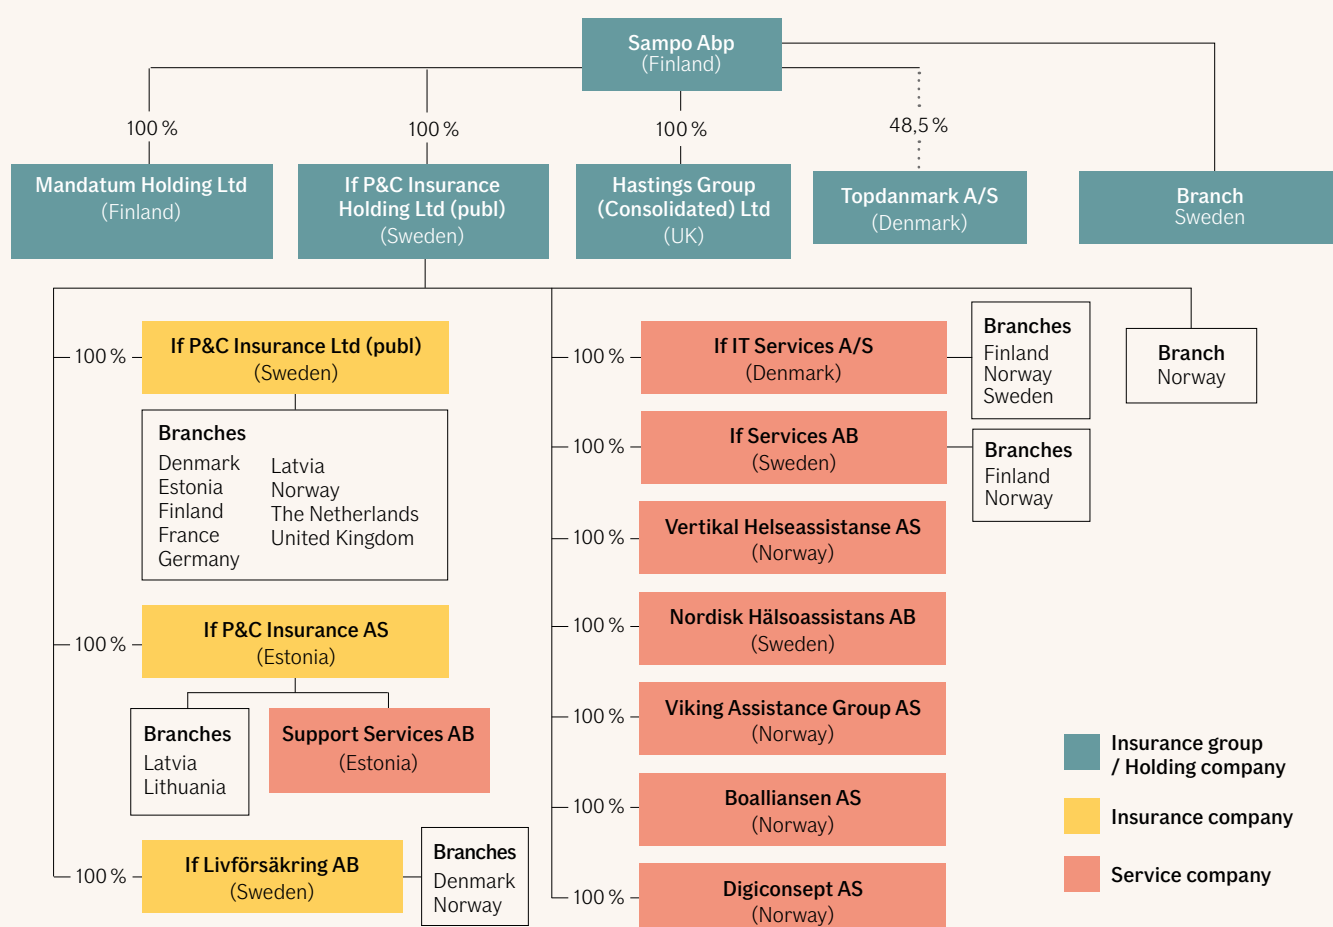 Sampo Abp
(Finland)
100 %
100 %
100 %
48,5 %
Mandatum Holding Ltd
(Finland)
If P&C Insurance
Holding Ltd (publ)
(Sweden)
Hastings Group
(Consolidated) Ltd
(UK)
Topdanmark A/S
(Denmark)
Branch
Sweden
100 %
If P&C Insurance Ltd (publ)
(Sweden)
Branches
Denmark
Estonia
Finland
France
Germany
Latvia
Norway
The Netherlands
United Kingdom
100 %
If P&C Insurance AS
(Estonia)
Branches
Latvia
Lithuania
Support Services AB
(Estonia)
100 %
If Livförsäkring AB
(Sweden)
Branches
Denmark
Norway
100 %
If IT Services A/S
(Denmark)
Branches
Finland
Norway
Sweden
Branch
Norway
100 %
If Services AB
(Sweden)
Branches
Finland
Norway
100 %
Vertikal Helseassistanse AS
(Norway)
100 %
Nordisk Hälsoassistans AB
(Sweden)
100 %
Viking Assistance Group AS
(Norway)
100 %
Boalliansen AS
(Norway)
100 %
Digiconsept AS
(Norway)
Insurance group
/ Holding company
Insurance company
Service company